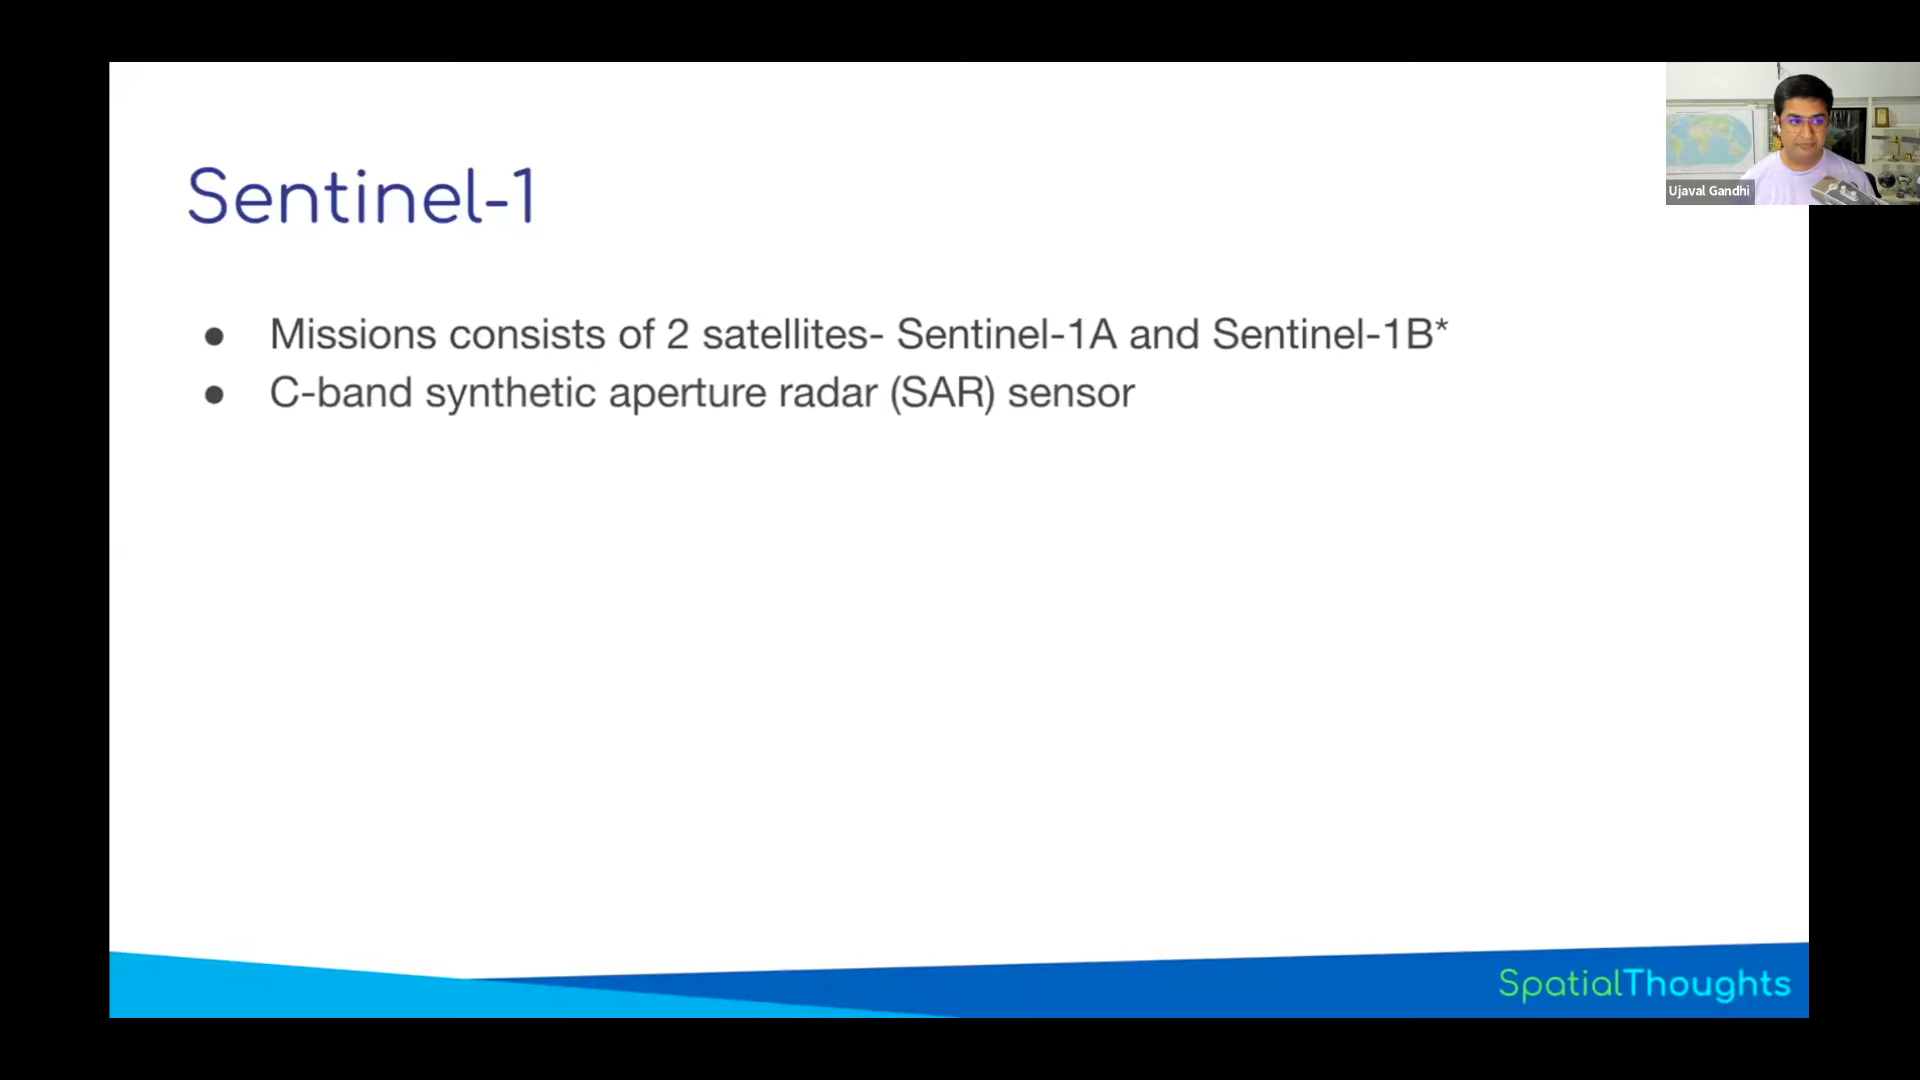 Sentinel-1
● Missions consists of 2 satellites- Sentinel-1A and Sentinel-1B*
● C-band synthetic aperture radar (SAR) sensor
Ujaval Gandhi
SpatialThoughts